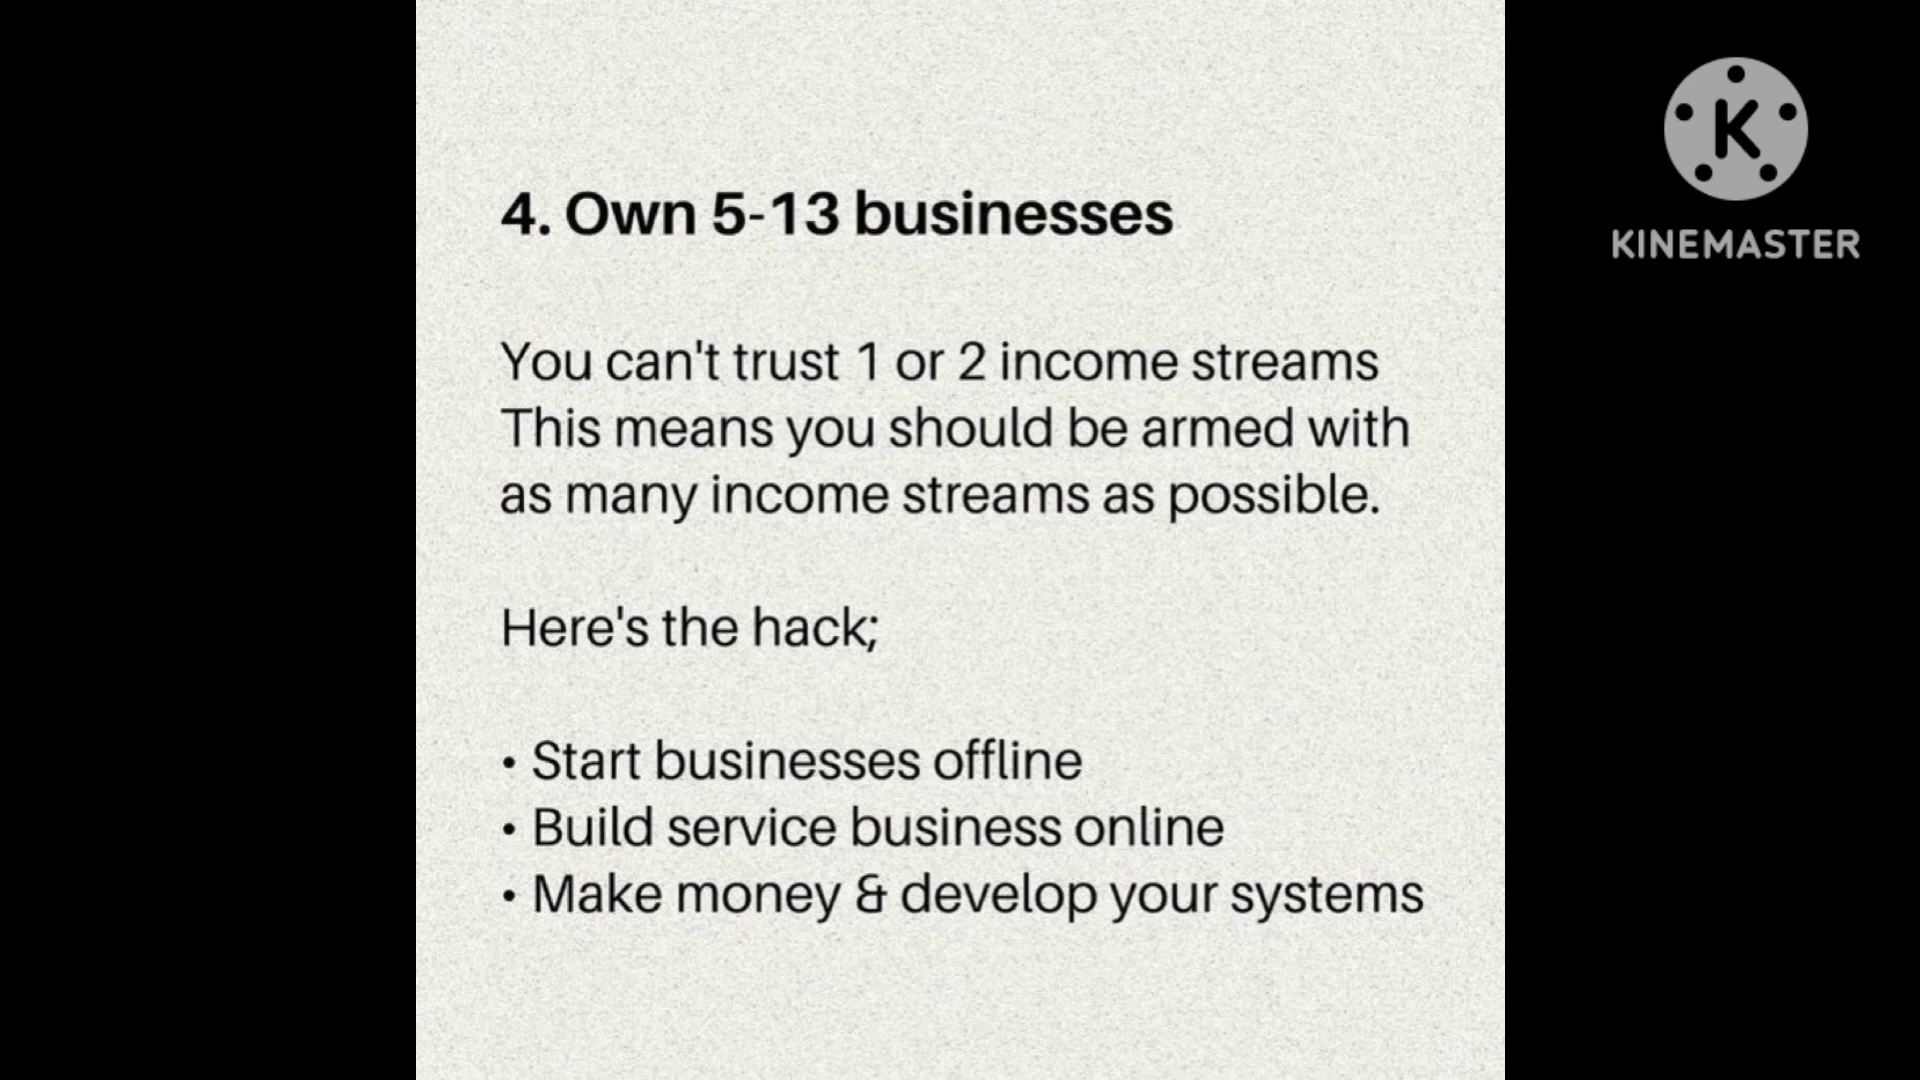 4. Own 5-13 businesses
You can't trust 1 or 2 income streams
This means you should be armed with
as many income streams as possible.
Here's the hack;
• Start businesses offline
• Build service business online
• Make money & develop your systems
K
KINEMASTER